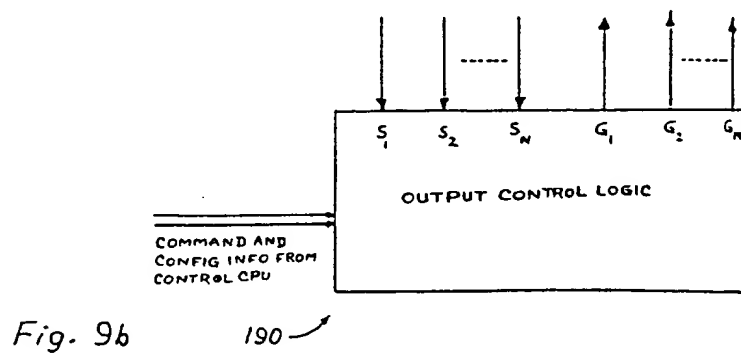 S1 S2 SN G1 G2 GN
OUTPUT CONTROL LOGIC
COMMAND AND
CONFIG INFO FROM
CONTROL CPU
Fig. 9b 190